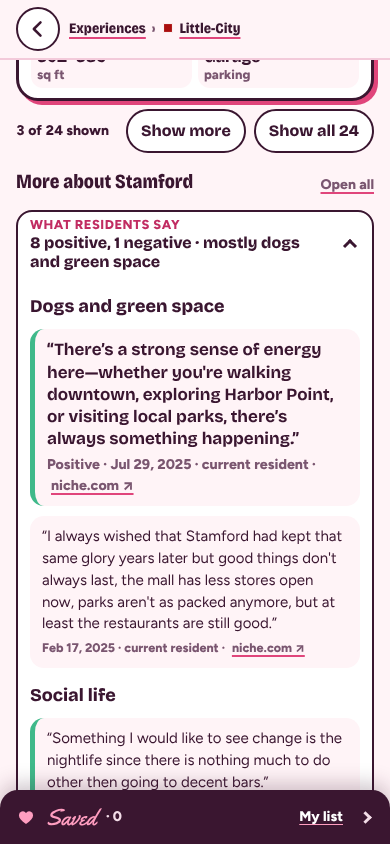 Experiences › Little-City
sq ft
parking
3 of 24 shown
Show more
Show all 24
More about Stamford
Open all
WHAT RESIDENTS SAY
8 positive, 1 negative · mostly dogs
and green space
Dogs and green space
“There’s a strong sense of energy
here—whether you're walking
downtown, exploring Harbor Point,
or visiting local parks, there’s
always something happening.”
Positive · Jul 29, 2025 · current resident ·
niche.com ↗
“I always wished that Stamford had kept that
same glory years later but good things don't
always last, the mall has less stores open
now, parks aren't as packed anymore, but at
least the restaurants are still good.”
Feb 17, 2025 · current resident · niche.com ↗
Social life
“Something I would like to see change is the
nightlife since there is nothing much to do
other then going to decent bars.”
Saved · 0
My list